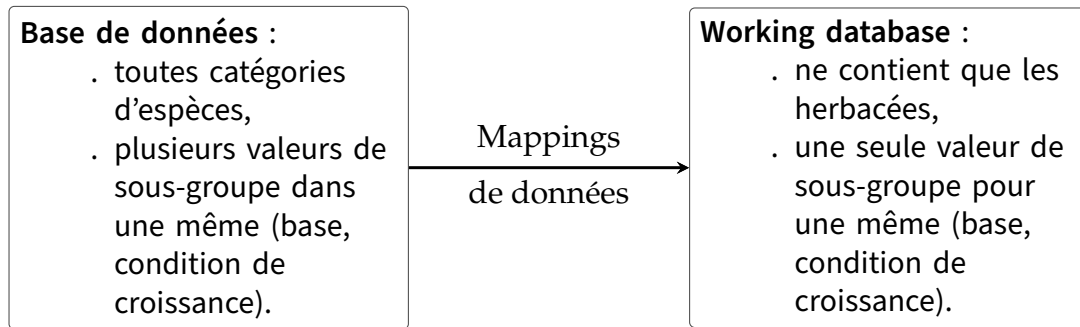 Base de données :
. toutes catégories
d'espèces,
. plusieurs valeurs de
sous-groupe dans
une même (base,
condition de
croissance).
Mappings
de données
Working database :
. ne contient que les
herbacées,
. une seule valeur de
sous-groupe pour
une même (base,
condition de
croissance).